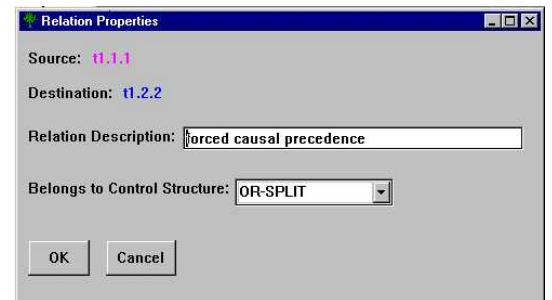 Relation Properties
Source: t1.1.1
Destination: t1.2.2
Relation Description: forced causal precedence
Belongs to Control Structure: OR-SPLIT
OK Cancel